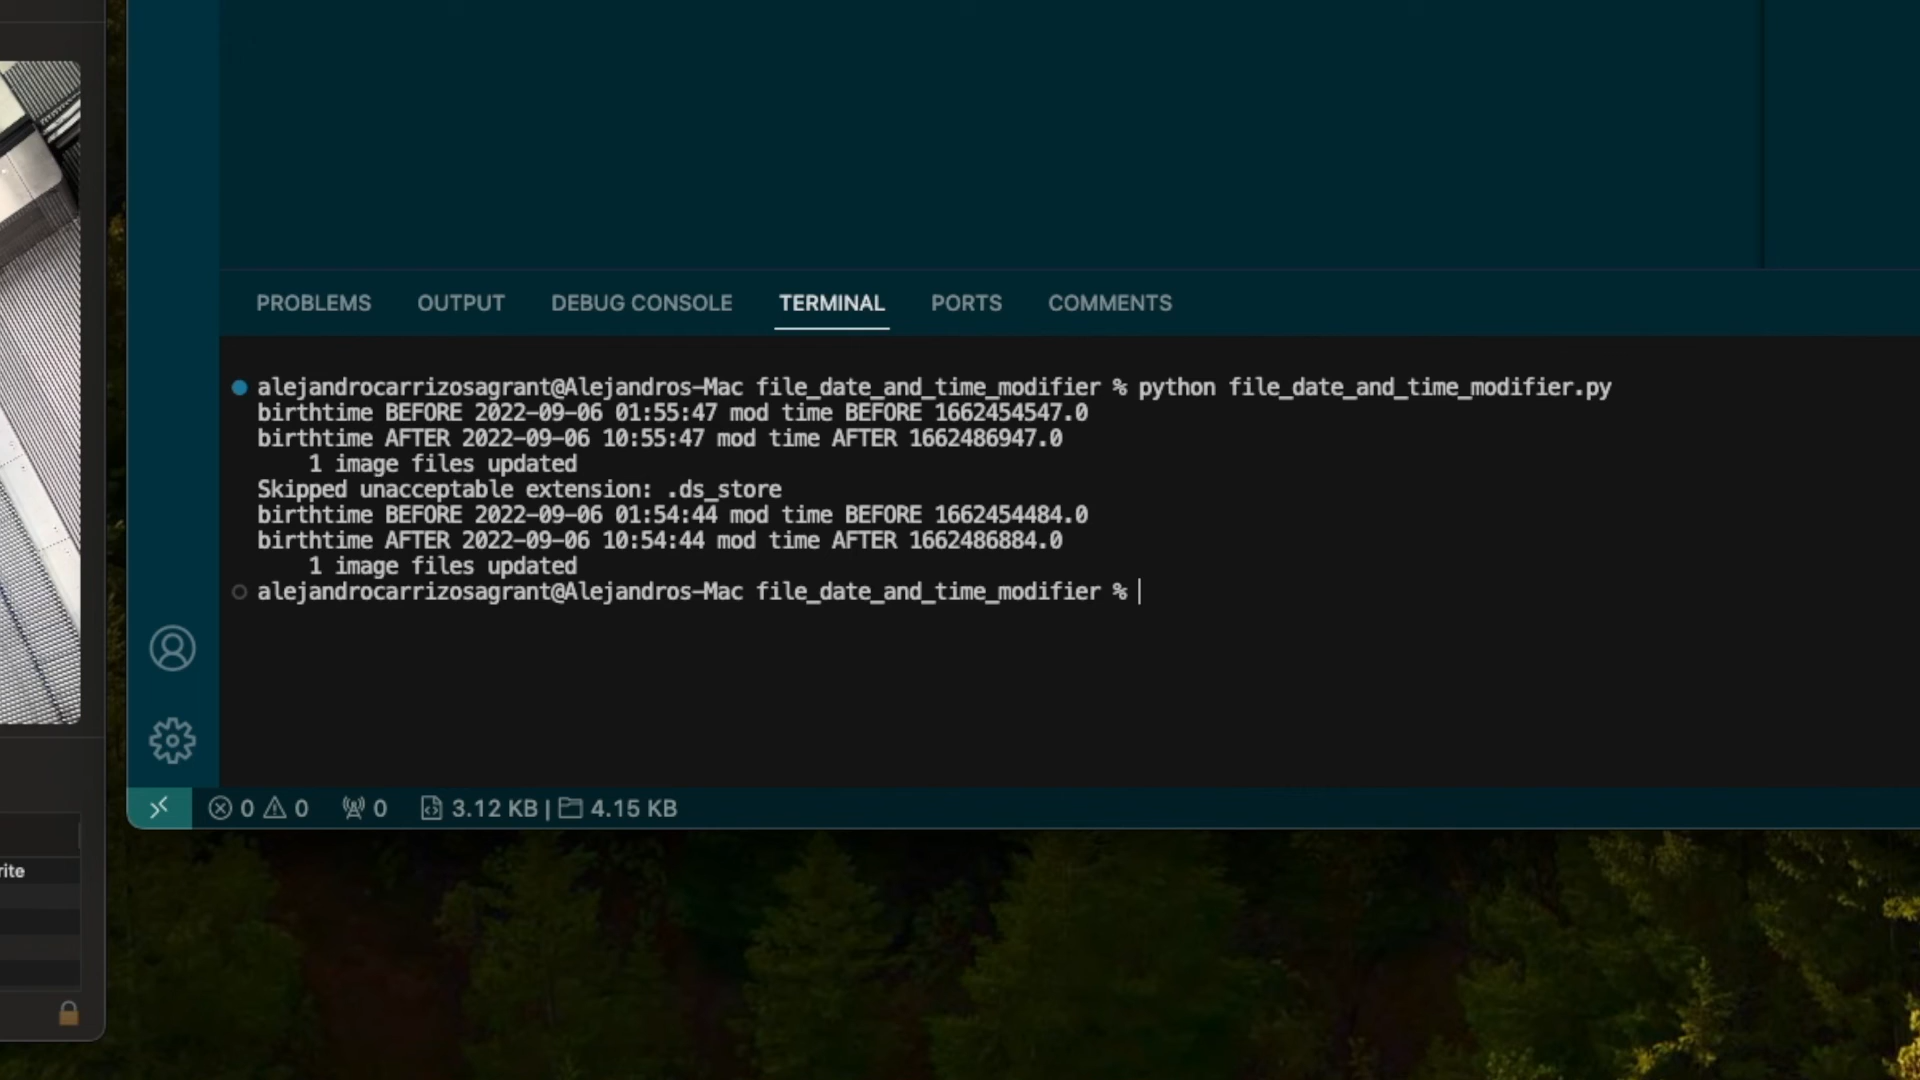 PROBLEMS OUTPUT DEBUG CONSOLE TERMINAL PORTS COMMENTS
alejandrocarrizosagrant@Alejandros-Mac file_date_and_time_modifier % python file_date_and_time_modifier.py
birthtime BEFORE 2022-09-06 01:55:47 mod time BEFORE 1662454547.0
birthtime AFTER 2022-09-06 10:55:47 mod time AFTER 1662486947.0
1 image files updated
Skipped unacceptable extension: .ds_store
birthtime BEFORE 2022-09-06 01:54:44 mod time BEFORE 1662454484.0
birthtime AFTER 2022-09-06 10:54:44 mod time AFTER 1662486884.0
1 image files updated
alejandrocarrizosagrant@Alejandros-Mac file_date_and_time_modifier %
0 0 0 3.12 KB | 4.15 KB
rite